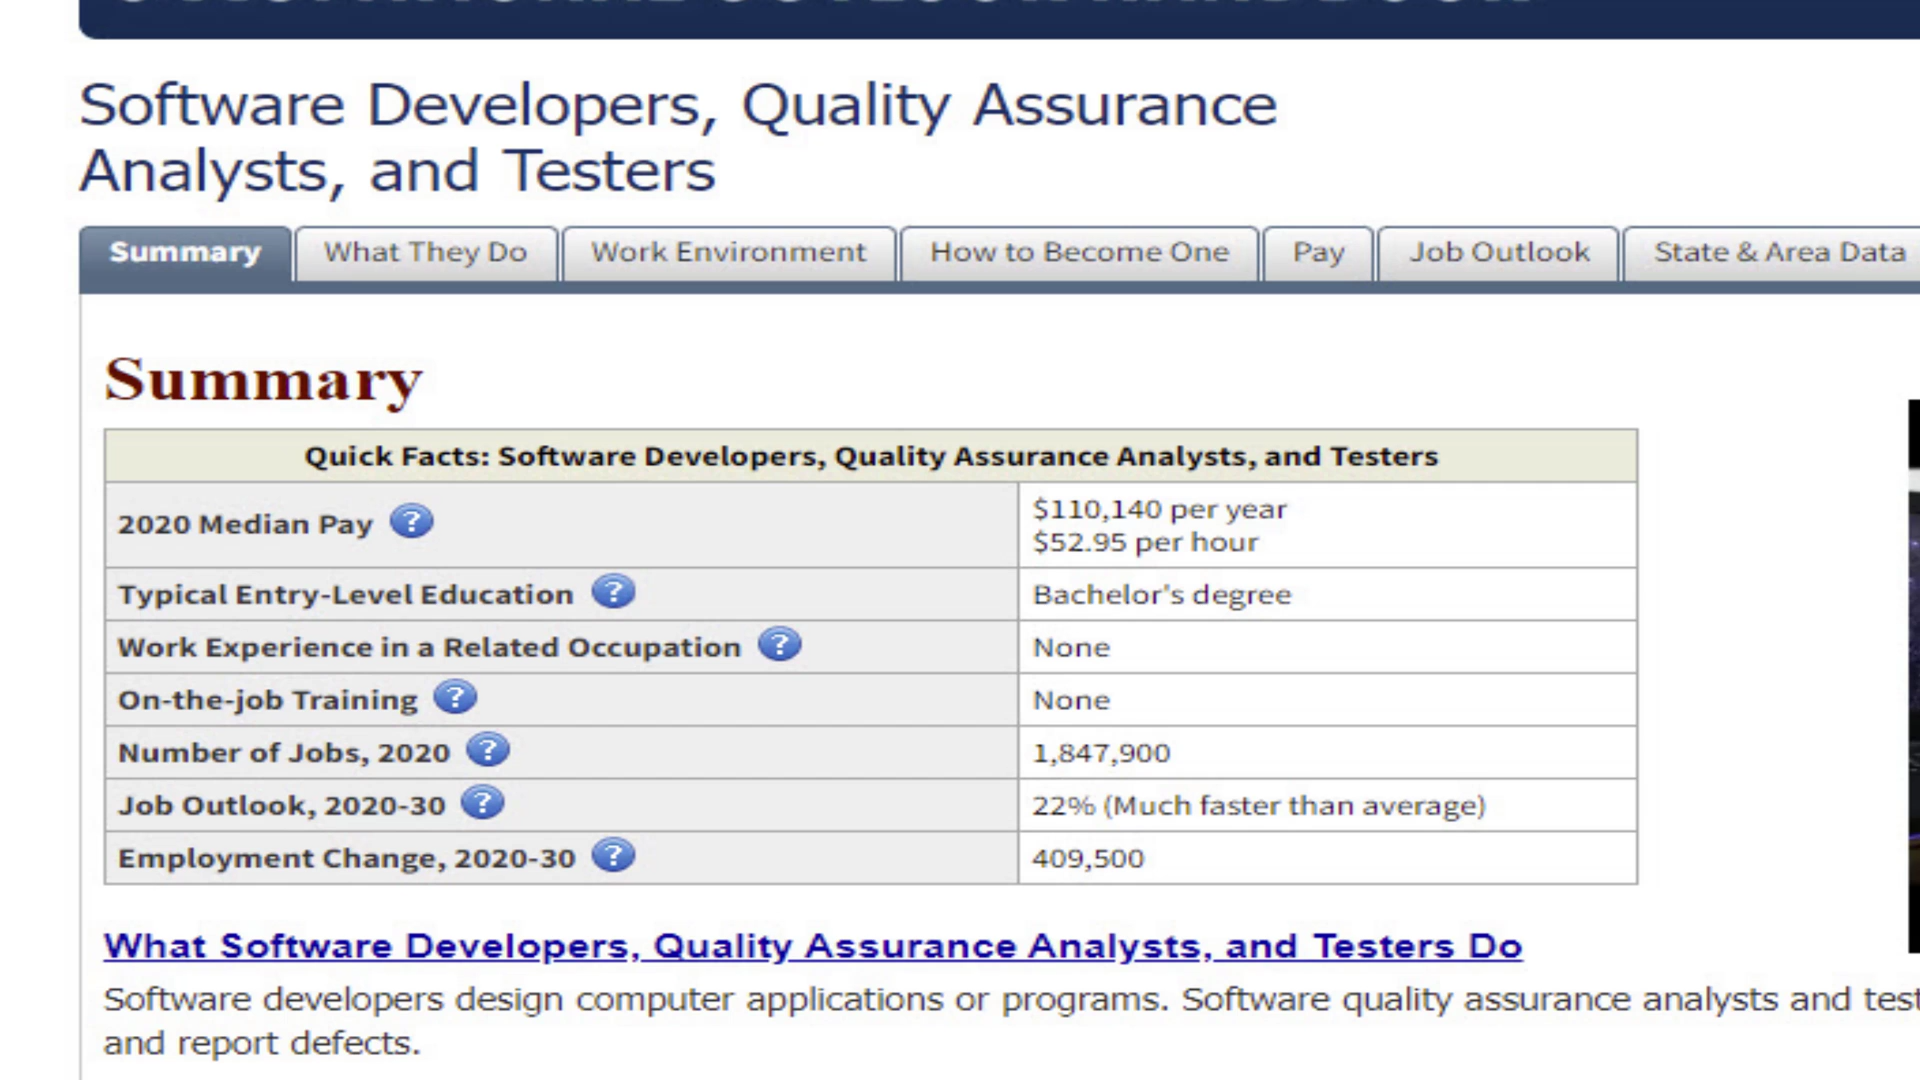 Software Developers, Quality Assurance
Analysts, and Testers
Summary
What They Do
Work Environment
How to Become One
Pay
Job Outlook
State & Area Data
Summary
Quick Facts: Software Developers, Quality Assurance Analysts, and Testers
2020 Median Pay ? $110,140 per year
$52.95 per hour
Typical Entry-Level Education ? Bachelor's degree
Work Experience in a Related Occupation ? None
On-the-job Training ? None
Number of Jobs, 2020 ? 1,847,900
Job Outlook, 2020-30 ? 22% (Much faster than average)
Employment Change, 2020-30 ? 409,500
What Software Developers, Quality Assurance Analysts, and Testers Do
Software developers design computer applications or programs. Software quality assurance analysts and test
and report defects.